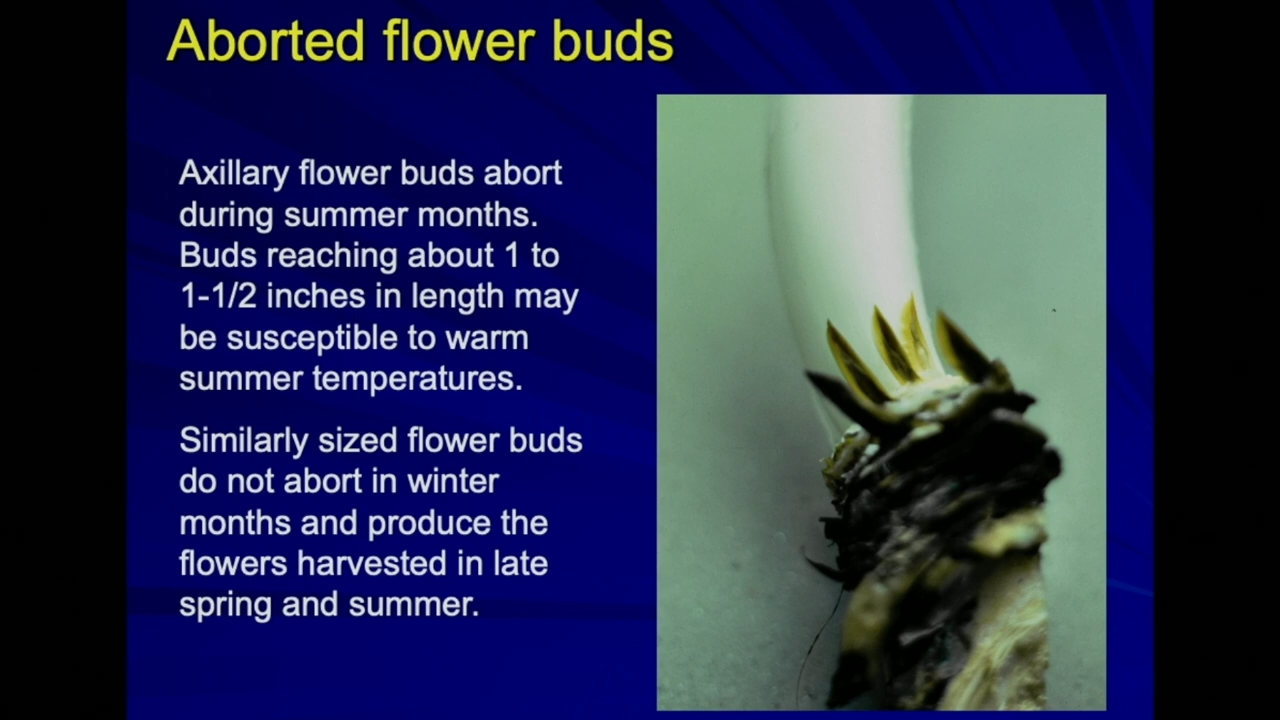 Aborted flower buds
Axillary flower buds abort
during summer months.
Buds reaching about 1 to
1-1/2 inches in length may
be susceptible to warm
summer temperatures.
Similarly sized flower buds
do not abort in winter
months and produce the
flowers harvested in late
spring and summer.